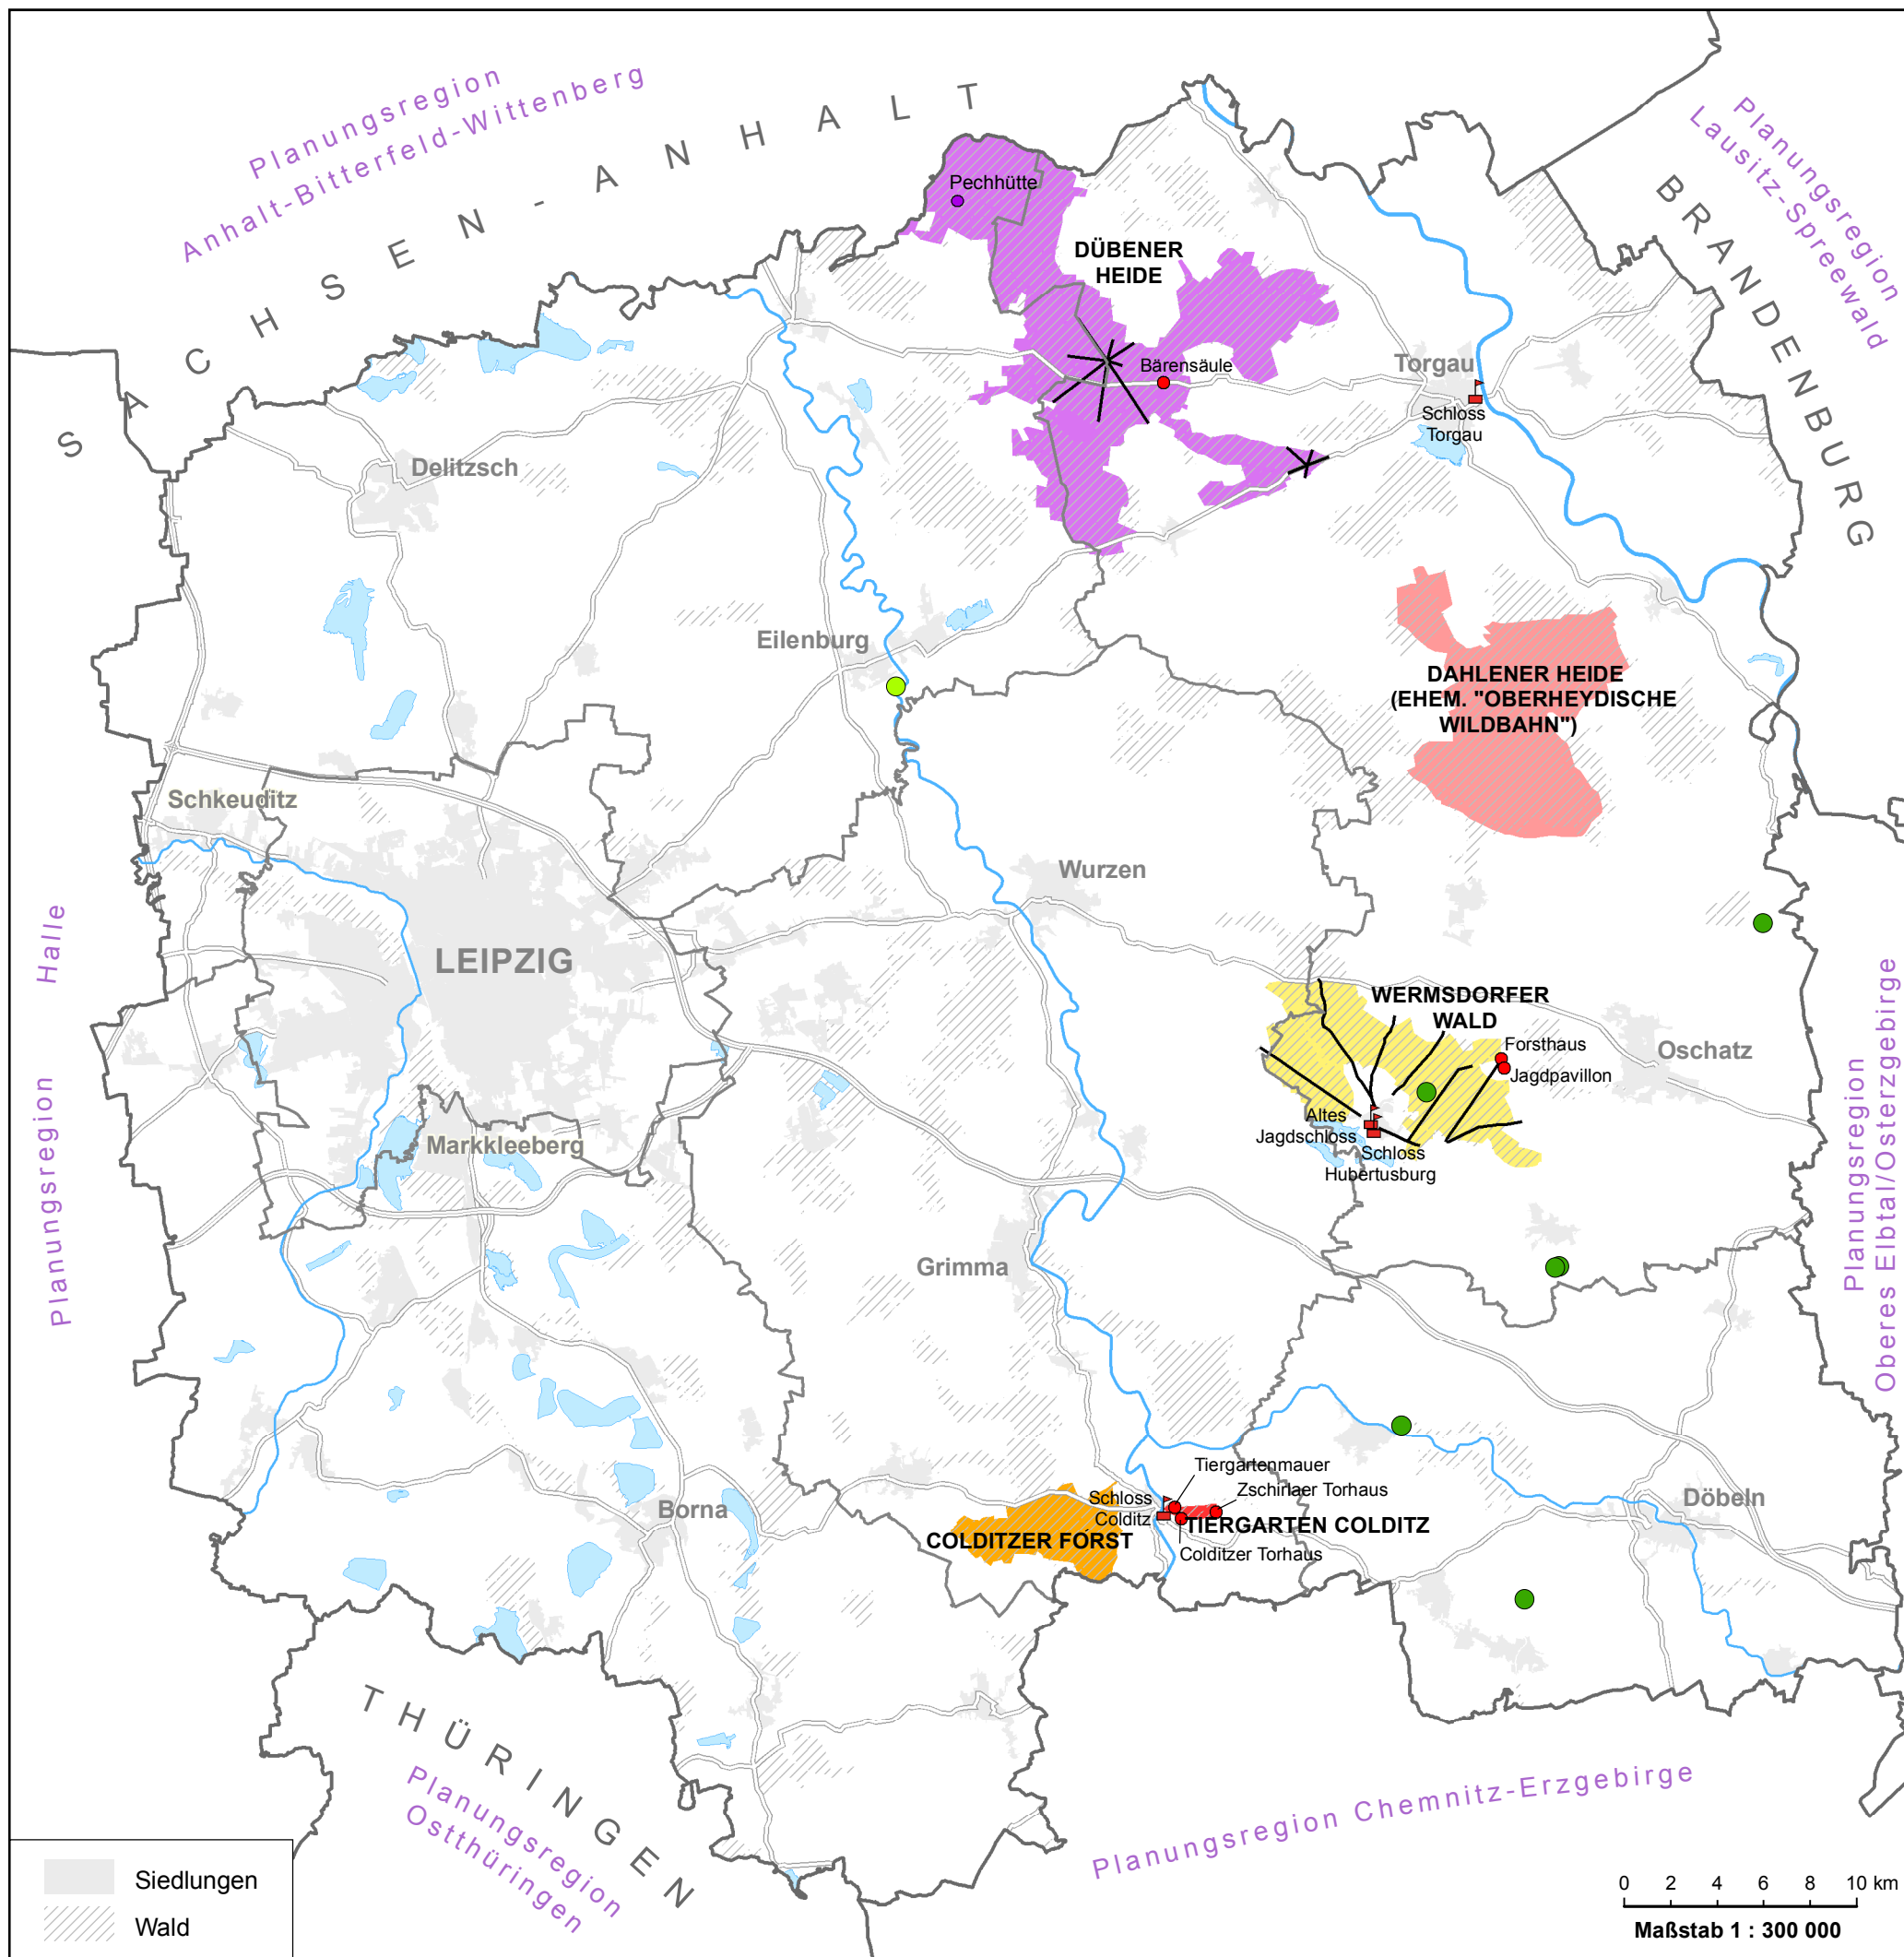 Planungsregion
Anhalt-Bitterfeld-Wittenberg
SACHSEN-ANHALT
Planungsregion
Lausitz-Spreewald
BRANDENBURG
Pechhütte
DÜBENER
HEIDE
Bärensäule
Torgau
Schloss
Torgau
Delitzsch
Eilenburg
DAHLENER HEIDE
(EHEM. "OBERHEYDISCHE
WILDBAHN")
Schkeuditz
Wurzen
LEIPZIG
Planungsregion Halle
WERMSDORFER
WALD
Forsthaus
Jagdpavillon
Oschatz
Altes
Jagdschloss
Schloss
Hubertusburg
Markkleeberg
Planungsregion
Oberes Elbtal/Osterzgebirge
Grimma
Tiergartenmauer
Zschirlaer Torhaus
Schloss
Colditz
TIERGARTEN COLDITZ
Colditzer Torhaus
COLDITZER FORST
Borna
Döbeln
THÜRINGEN
Planungsregion
Ostthüringen
Planungsregion Chemnitz-Erzgebirge
Siedlungen
Wald
0 2 4 6 8 10 km
Maßstab 1 : 300 000